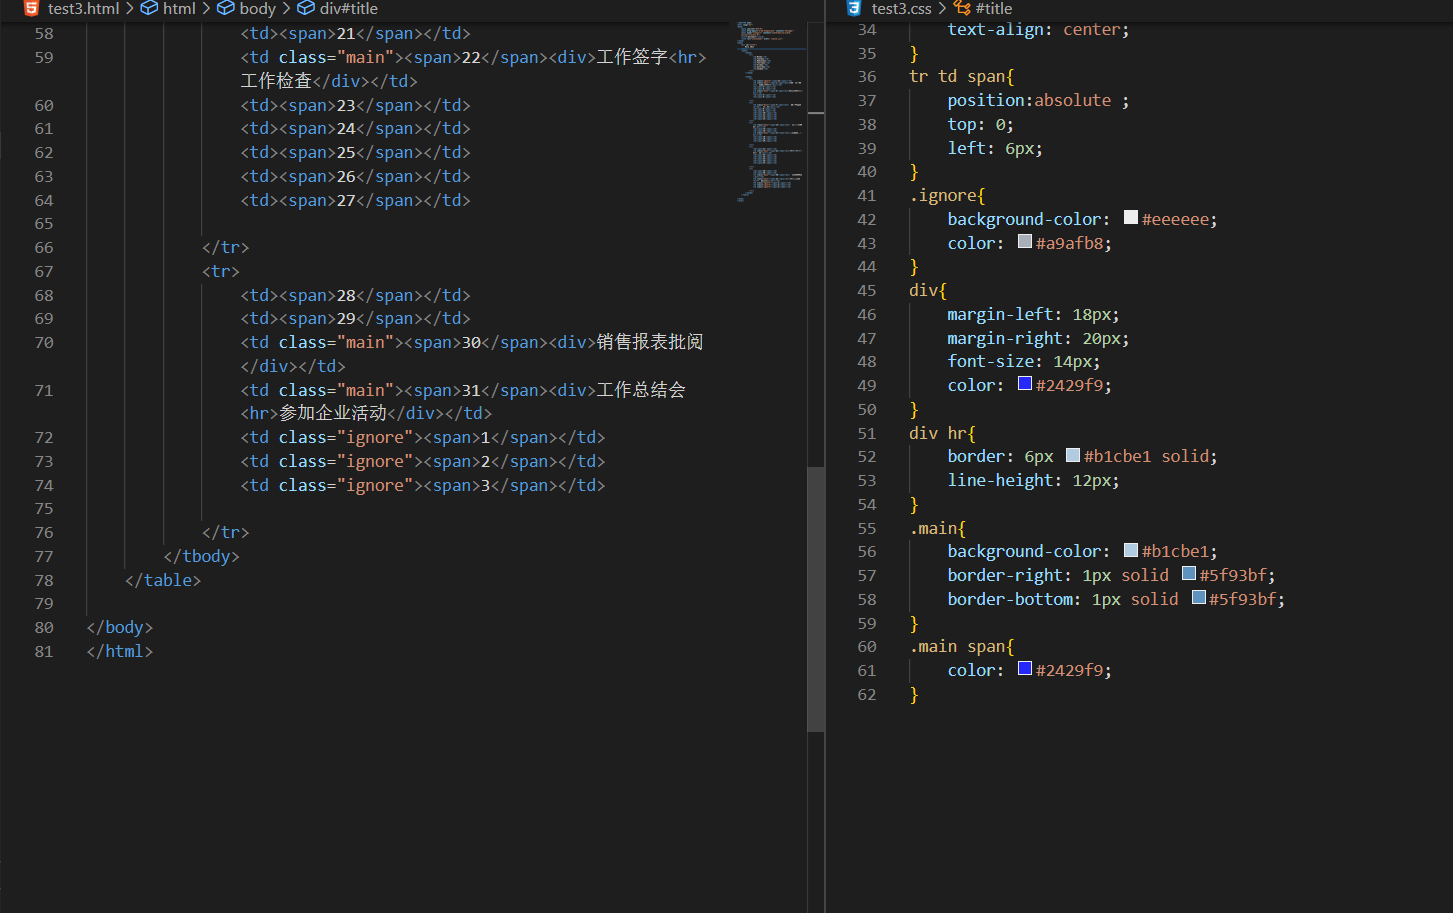 test3.html > html > body > div#title
58 <td><span>21</span></td>
59 <td class="main"><span>22</span><div>工作签字<hr>
工作检查</div></td>
60 <td><span>23</span></td>
61 <td><span>24</span></td>
62 <td><span>25</span></td>
63 <td><span>26</span></td>
64 <td><span>27</span></td>
65
66 </tr>
67 <tr>
68 <td><span>28</span></td>
69 <td><span>29</span></td>
70 <td class="main"><span>30</span><div>销售报表批阅
</div></td>
71 <td class="main"><span>31</span><div>工作总结会
<hr>参加企业活动</div></td>
72 <td class="ignore"><span>1</span></td>
73 <td class="ignore"><span>2</span></td>
74 <td class="ignore"><span>3</span></td>
75
76 </tr>
77 </tbody>
78 </table>
79
80 </body>
81 </html>
test3.css > #title
34 text-align: center;
35 }
36 tr td span{
37 position:absolute ;
38 top: 0;
39 left: 6px;
40 }
41 .ignore{
42 background-color: #eeeeee;
43 color: #a9afb8;
44 }
45 div{
46 margin-left: 18px;
47 margin-right: 20px;
48 font-size: 14px;
49 color: #2429f9;
50 }
51 div hr{
52 border: 6px #b1cbe1 solid;
53 line-height: 12px;
54 }
55 .main{
56 background-color: #b1cbe1;
57 border-right: 1px solid #5f93bf;
58 border-bottom: 1px solid #5f93bf;
59 }
60 .main span{
61 color: #2429f9;
62 }